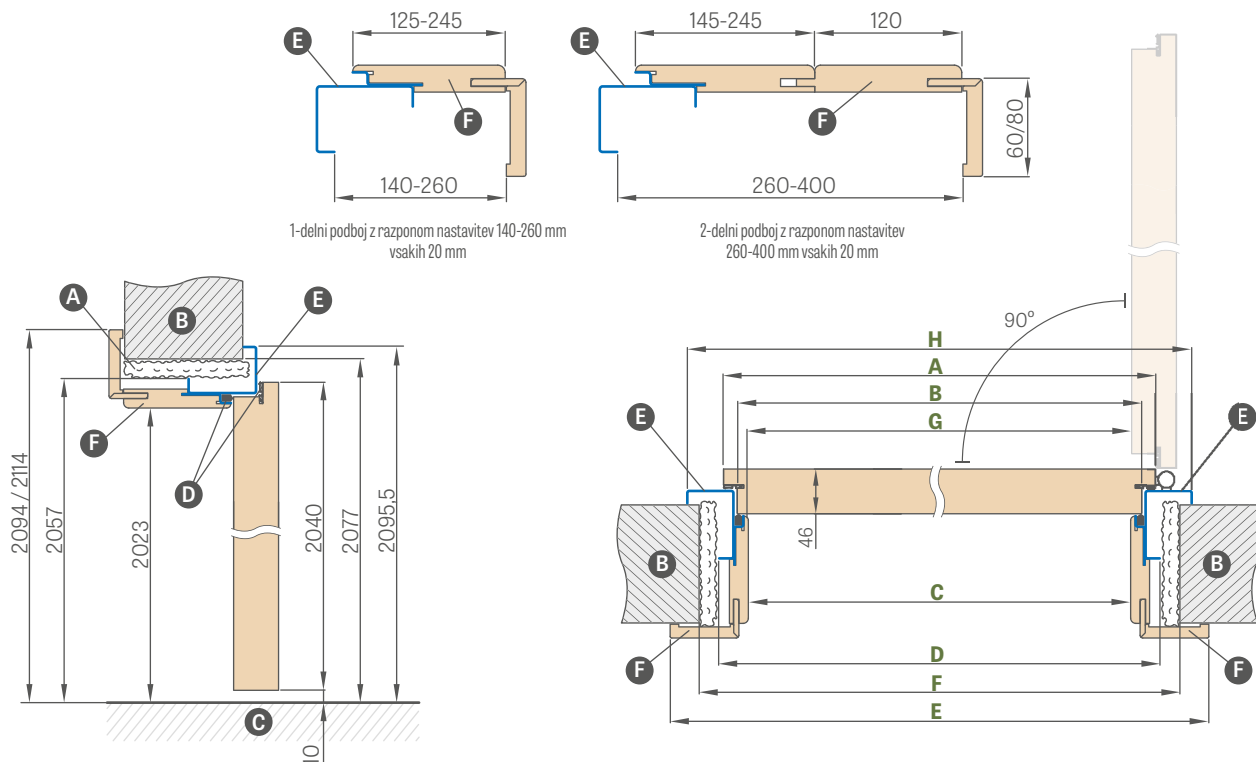 125-245
145-245
120
E
E
F
F
60/80
140-260
260-400
1-delni podboj z razponom nastavitev 140-260 mm
vsakih 20 mm
2-delni podboj z razponom nastavitev
260-400 mm vsakih 20 mm
A
B
E
F
D
C
2094 / 2114
2057
2023
2040
2077
2095,5
10
90°
H
A
B
G
E
E
46
B
B
C
F
F
D
F
E